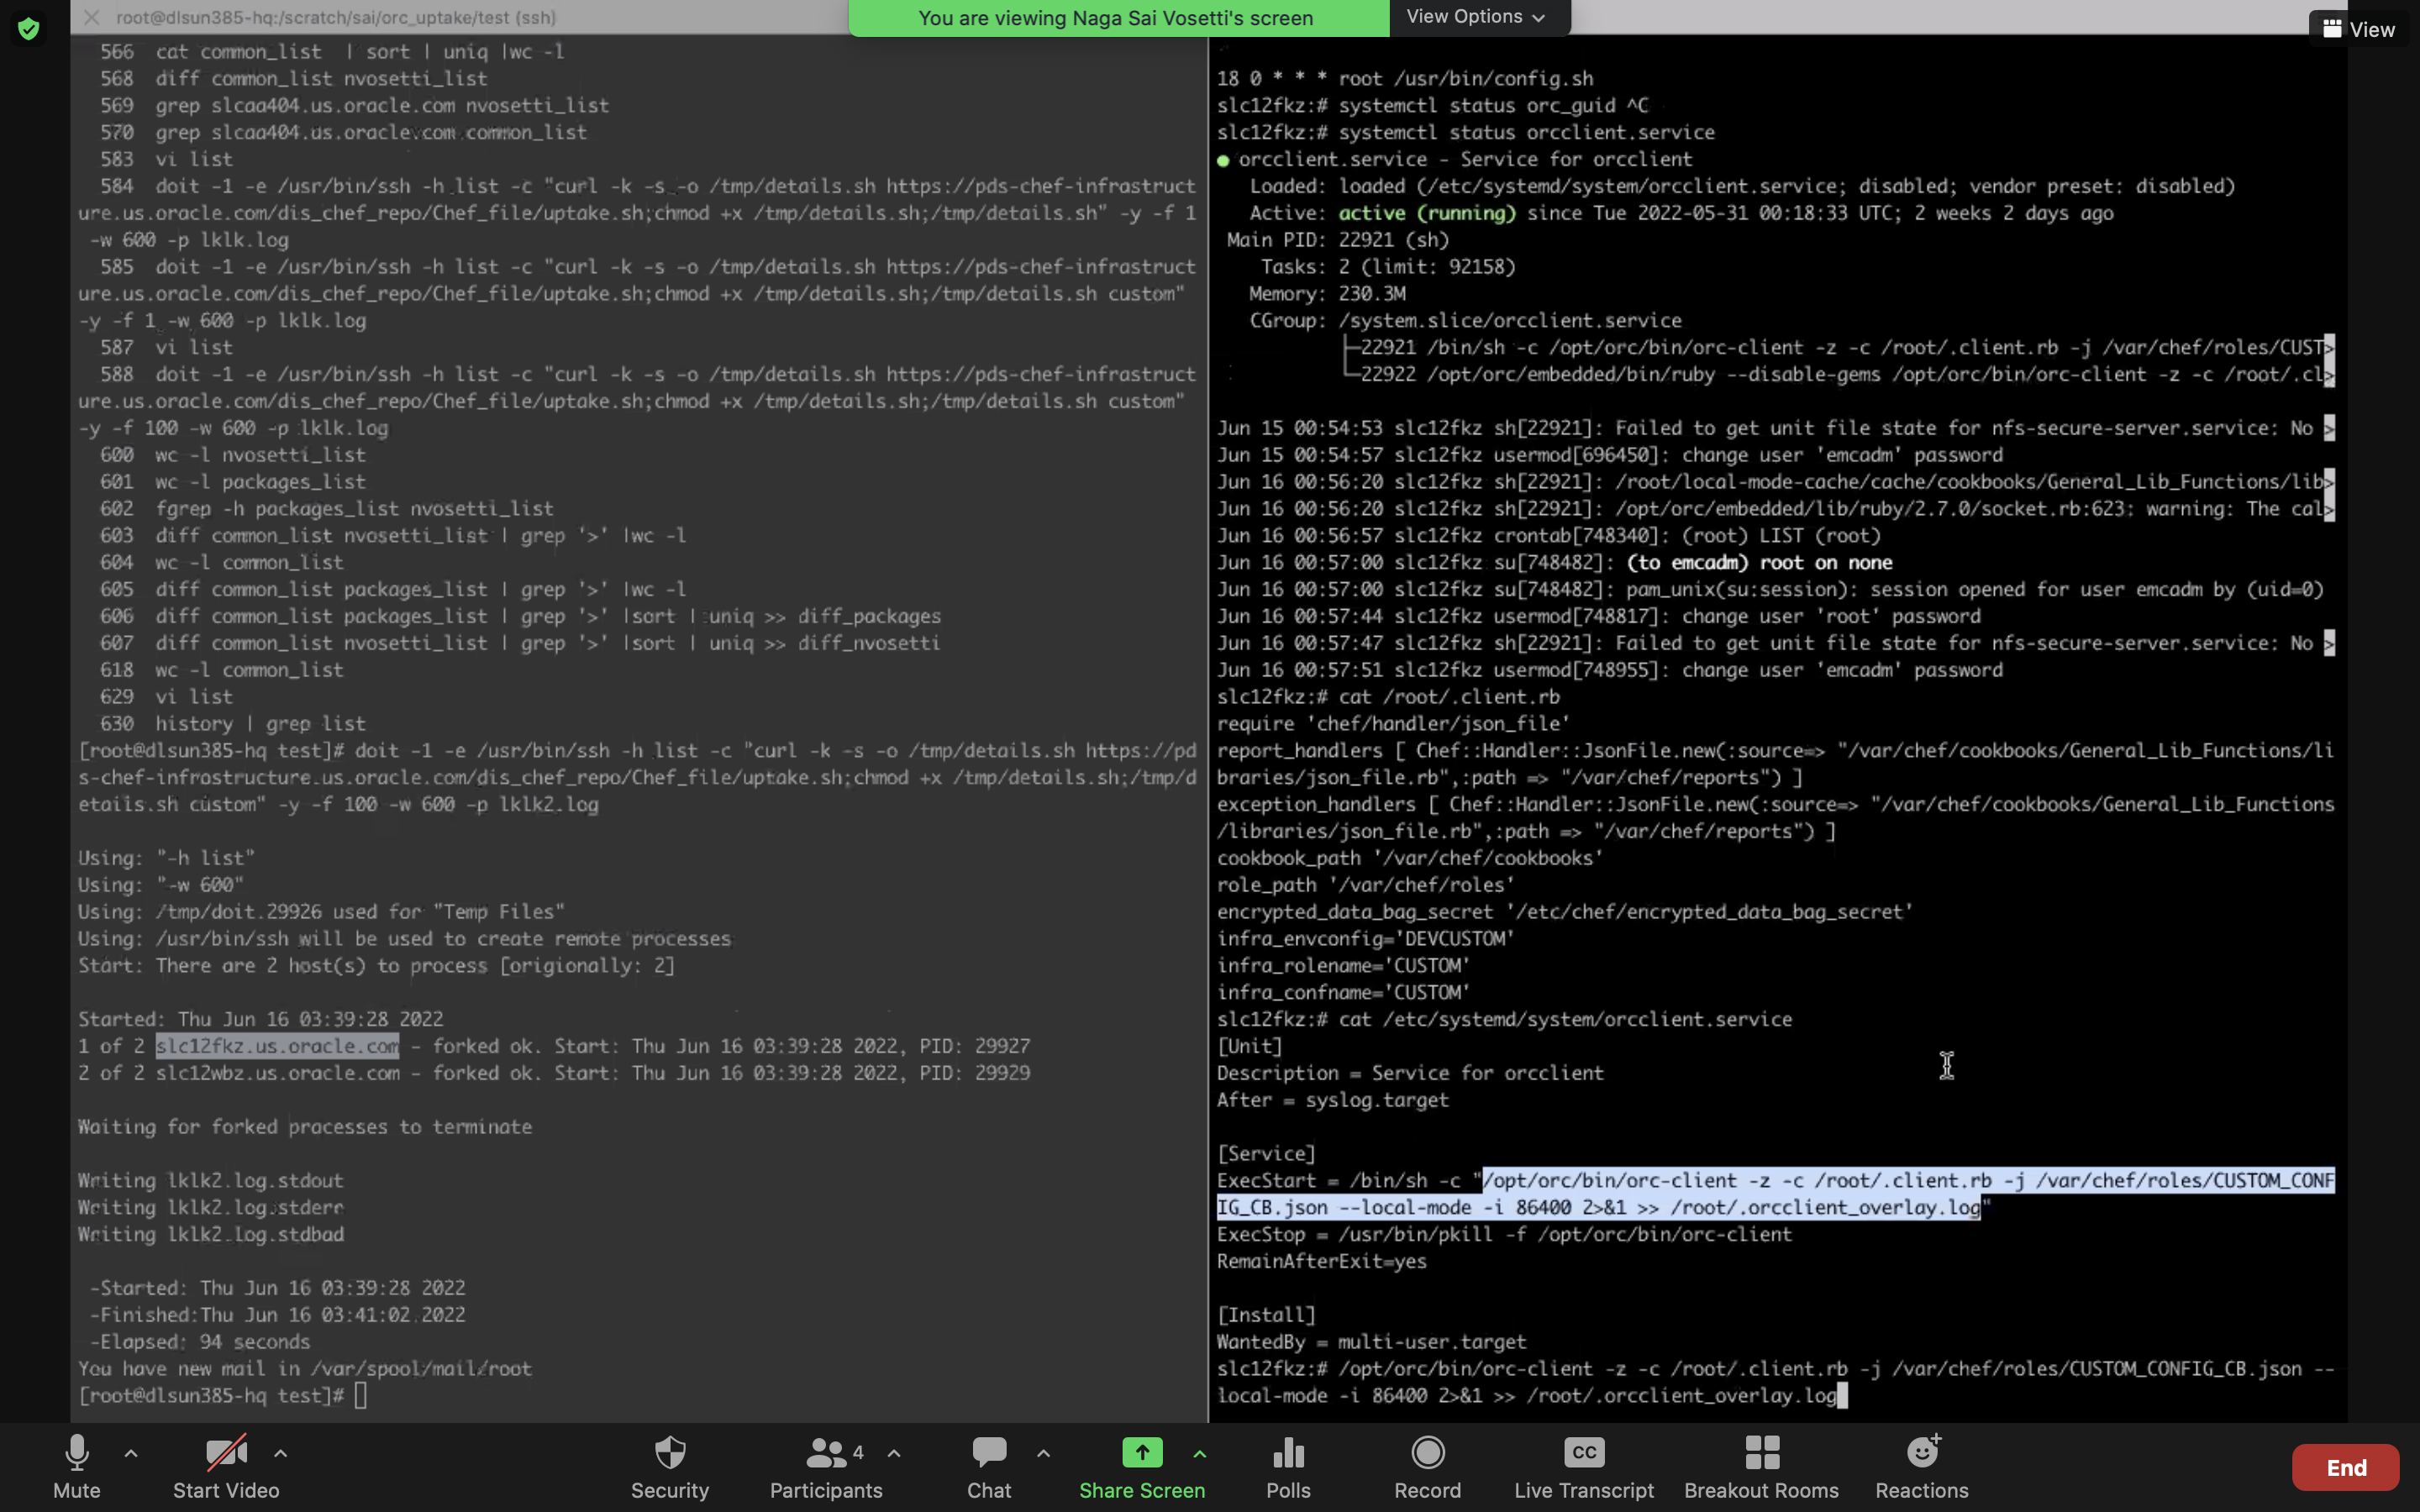 root@dlsun385-hq:/scratch/sai/orc_uptake/test (ssh)
You are viewing Naga Sai Vosetti's screen
View Options
View
566 cat common_list | sort | uniq |wc -l
568 diff common_list nvosetti_list
569 grep slcaa404.us.oracle.com nvosetti_list
570 grep slcaa404.us.oracle.com common_list
583 vi list
584 doit -1 -e /usr/bin/ssh -h list -c "curl -k -s -o /tmp/details.sh https://pds-chef-infrastruct
ure.us.oracle.com/dis_chef_repo/Chef_file/uptake.sh;chmod +x /tmp/details.sh;/tmp/details.sh" -y -f 1
-w 600 -p lklk.log
585 doit -1 -e /usr/bin/ssh -h list -c "curl -k -s -o /tmp/details.sh https://pds-chef-infrastruct
ure.us.oracle.com/dis_chef_repo/Chef_file/uptake.sh;chmod +x /tmp/details.sh;/tmp/details.sh custom"
-y -f 1 -w 600 -p lklk.log
587 vi list
588 doit -1 -e /usr/bin/ssh -h list -c "curl -k -s -o /tmp/details.sh https://pds-chef-infrastruct
ure.us.oracle.com/dis_chef_repo/Chef_file/uptake.sh;chmod +x /tmp/details.sh;/tmp/details.sh custom"
-y -f 100 -w 600 -p lklk.log
600 wc -l nvosetti_list
601 wc -l packages_list
602 fgrep -h packages_list nvosetti_list
603 diff common_list nvosetti_list | grep '>' |wc -l
604 wc -l common_list
605 diff common_list packages_list | grep '>' |wc -l
606 diff common_list packages_list | grep '>' |sort | uniq >> diff_packages
607 diff common_list nvosetti_list | grep '>' |sort | uniq >> diff_nvosetti
618 wc -l common_list
629 vi list
630 history | grep list
[root@dlsun385-hq test]# doit -1 -e /usr/bin/ssh -h list -c "curl -k -s -o /tmp/details.sh https://pd
s-chef-infrastructure.us.oracle.com/dis_chef_repo/Chef_file/uptake.sh;chmod +x /tmp/details.sh;/tmp/d
etails.sh custom" -y -f 100 -w 600 -p lklk2.log
Using: "-h list"
Using: "-w 600"
Using: /tmp/doit.29926 used for "Temp Files"
Using: /usr/bin/ssh will be used to create remote processes
Start: There are 2 host(s) to process [origionally: 2]
Started: Thu Jun 16 03:39:28 2022
1 of 2 slc12fkz.us.oracle.com - forked ok. Start: Thu Jun 16 03:39:28 2022, PID: 29927
2 of 2 slc12wbz.us.oracle.com - forked ok. Start: Thu Jun 16 03:39:28 2022, PID: 29929
Waiting for forked processes to terminate
Writing lklk2.log.stdout
Writing lklk2.log.stderr
Writing lklk2.log.stdbad
-Started: Thu Jun 16 03:39:28 2022
-Finished:Thu Jun 16 03:41:02 2022
-Elapsed: 94 seconds
You have new mail in /var/spool/mail/root
[root@dlsun385-hq test]#
18 0 * * * root /usr/bin/config.sh
slc12fkz:# systemctl status orc_guid ^C
slc12fkz:# systemctl status orcclient.service
● orcclient.service - Service for orcclient
Loaded: loaded (/etc/systemd/system/orcclient.service; disabled; vendor preset: disabled)
Active: active (running) since Tue 2022-05-31 00:18:33 UTC; 2 weeks 2 days ago
Main PID: 22921 (sh)
Tasks: 2 (limit: 92158)
Memory: 230.3M
CGroup: /system.slice/orcclient.service
├─22921 /bin/sh -c /opt/orc/bin/orc-client -z -c /root/.client.rb -j /var/chef/roles/CUST>
└─22922 /opt/orc/embedded/bin/ruby --disable-gems /opt/orc/bin/orc-client -z -c /root/.cl>
Jun 15 00:54:53 slc12fkz sh[22921]: Failed to get unit file state for nfs-secure-server.service: No >
Jun 15 00:54:57 slc12fkz usermod[696450]: change user 'emcadm' password
Jun 16 00:56:20 slc12fkz sh[22921]: /root/local-mode-cache/cache/cookbooks/General_Lib_Functions/lib>
Jun 16 00:56:20 slc12fkz sh[22921]: /opt/orc/embedded/lib/ruby/2.7.0/socket.rb:623: warning: The cal>
Jun 16 00:56:57 slc12fkz crontab[748340]: (root) LIST (root)
Jun 16 00:57:00 slc12fkz su[748482]: (to emcadm) root on none
Jun 16 00:57:00 slc12fkz su[748482]: pam_unix(su:session): session opened for user emcadm by (uid=0)
Jun 16 00:57:44 slc12fkz usermod[748817]: change user 'root' password
Jun 16 00:57:47 slc12fkz sh[22921]: Failed to get unit file state for nfs-secure-server.service: No >
Jun 16 00:57:51 slc12fkz usermod[748955]: change user 'emcadm' password
slc12fkz:# cat /root/.client.rb
require 'chef/handler/json_file'
report_handlers [ Chef::Handler::JsonFile.new(:source=> "/var/chef/cookbooks/General_Lib_Functions/li
braries/json_file.rb",:path => "/var/chef/reports") ]
exception_handlers [ Chef::Handler::JsonFile.new(:source=> "/var/chef/cookbooks/General_Lib_Functions
/libraries/json_file.rb",:path => "/var/chef/reports") ]
cookbook_path '/var/chef/cookbooks'
role_path '/var/chef/roles'
encrypted_data_bag_secret '/etc/chef/encrypted_data_bag_secret'
infra_envconfig='DEVCUSTOM'
infra_rolename='CUSTOM'
infra_confname='CUSTOM'
slc12fkz:# cat /etc/systemd/system/orcclient.service
[Unit]
Description = Service for orcclient
After = syslog.target
[Service]
ExecStart = /bin/sh -c "/opt/orc/bin/orc-client -z -c /root/.client.rb -j /var/chef/roles/CUSTOM_CONF
IG_CB.json --local-mode -i 86400 2>&1 >> /root/.orcclient_overlay.log"
ExecStop = /usr/bin/pkill -f /opt/orc/bin/orc-client
RemainAfterExit=yes
[Install]
WantedBy = multi-user.target
slc12fkz:# /opt/orc/bin/orc-client -z -c /root/.client.rb -j /var/chef/roles/CUSTOM_CONFIG_CB.json --
local-mode -i 86400 2>&1 >> /root/.orcclient_overlay.log
Mute
Start Video
Security
4
Participants
Chat
Share Screen
Polls
Record
CC
Live Transcript
Breakout Rooms
Reactions
End